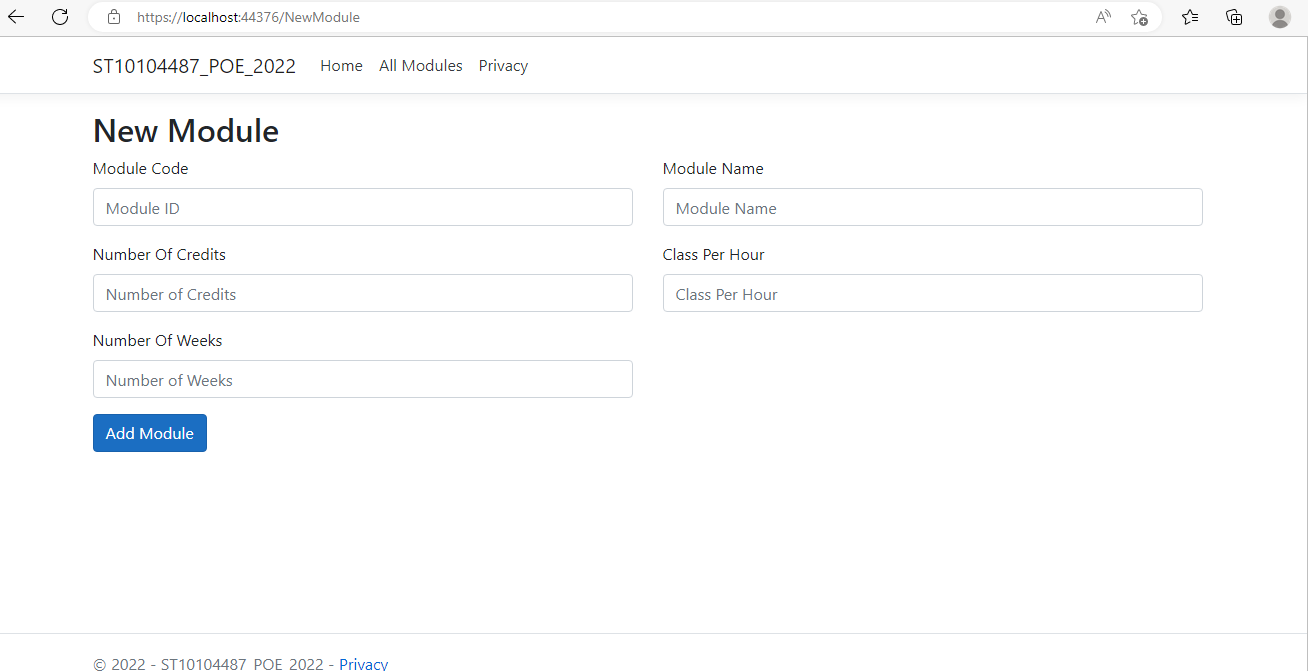 https://localhost:44376/NewModule
ST10104487_POE_2022 Home All Modules Privacy
New Module
Module Code Module Name
Module ID Module Name
Number Of Credits Class Per Hour
Number of Credits Class Per Hour
Number Of Weeks
Number of Weeks
Add Module
© 2022 - ST10104487_POE_2022 - Privacy